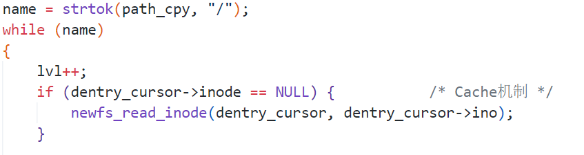 name = strtok(path_cpy, "/");
while (name)
{
    lvl++;
    if (dentry_cursor->inode == NULL) {           /* Cache机制 */
        newfs_read_inode(dentry_cursor, dentry_cursor->ino);
    }